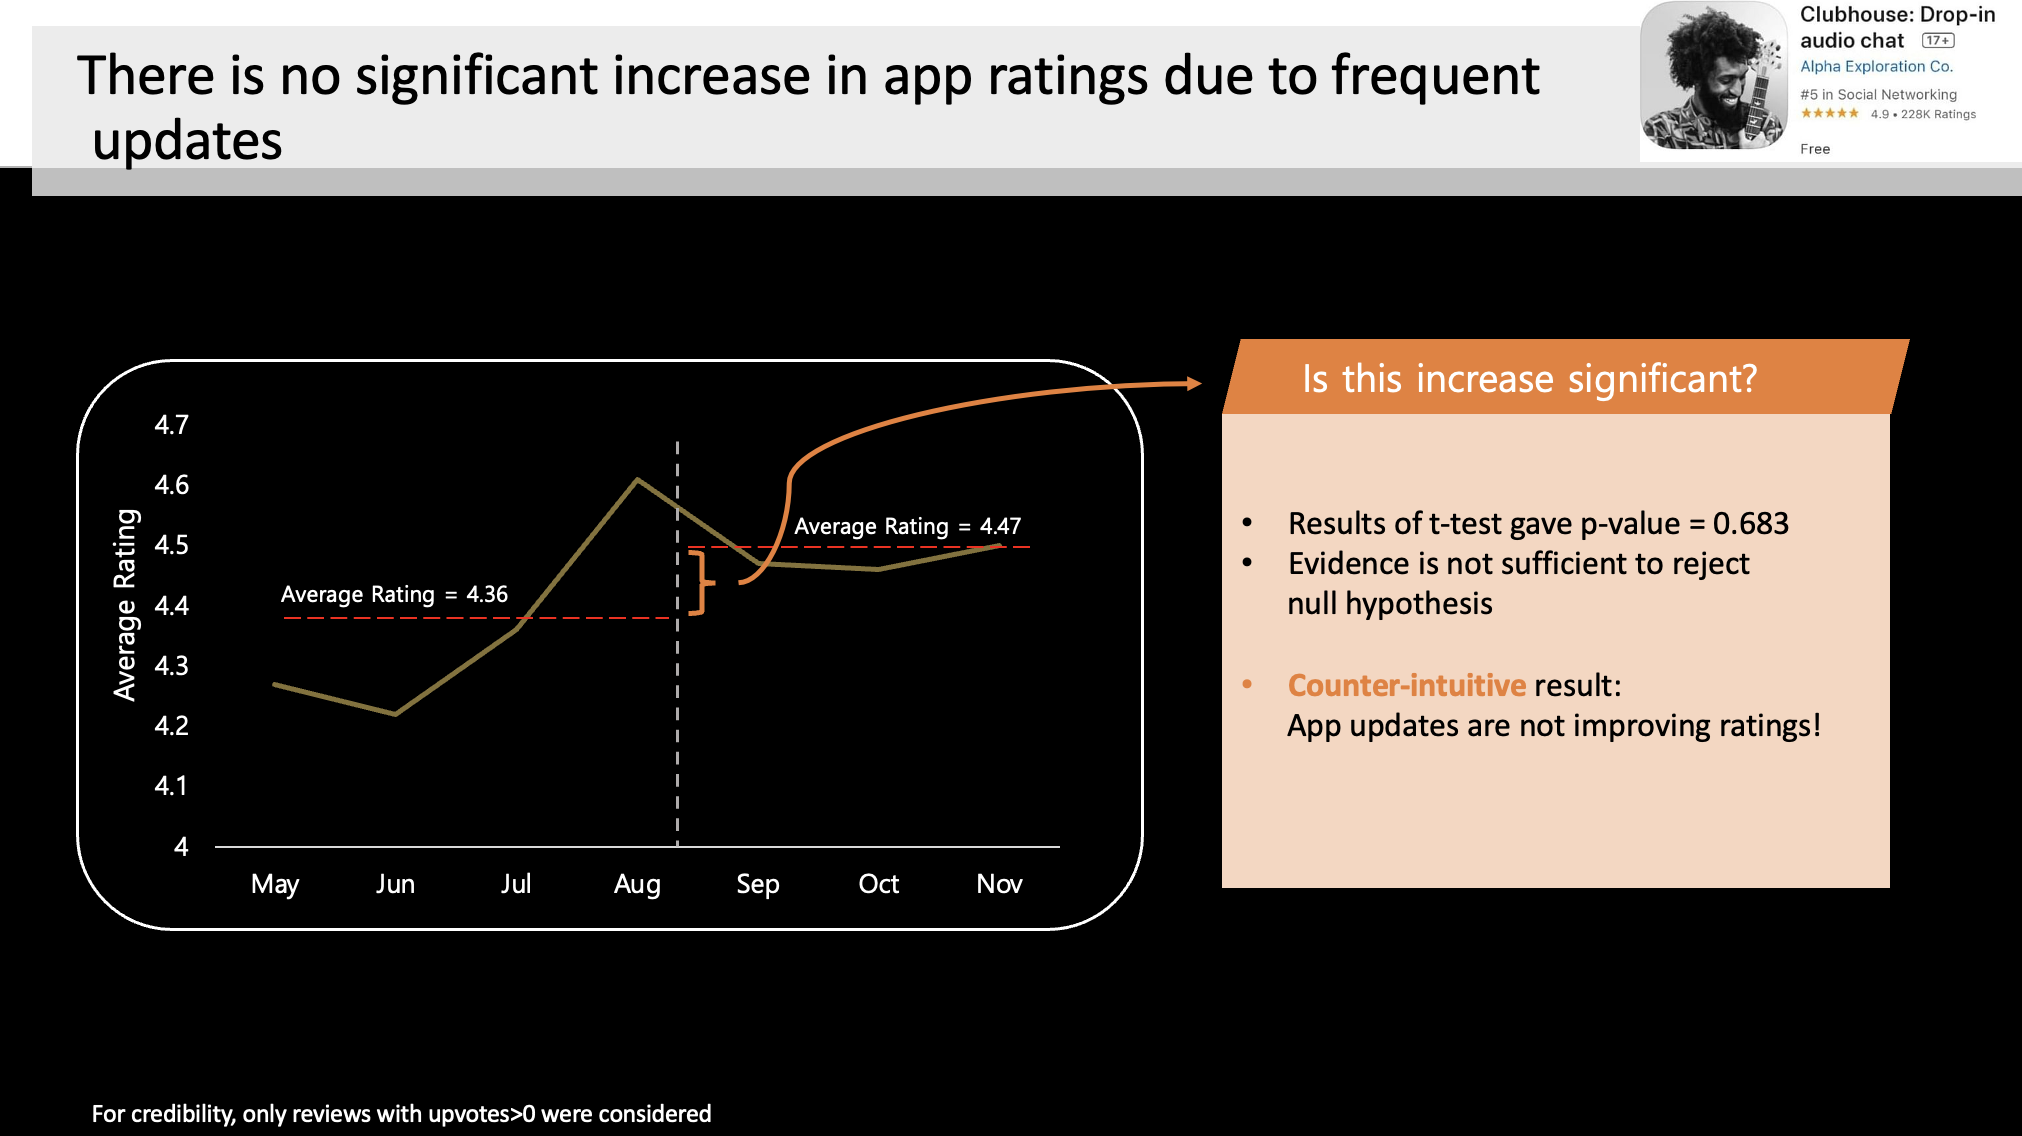 There is no significant increase in app ratings due to frequent
updates
Clubhouse: Drop-in
audio chat 17+
Alpha Exploration Co.
#5 in Social Networking
★★★★★ 4.9 • 228K Ratings
Free
Average Rating
4.7
4.6
4.5
4.4
4.3
4.2
4.1
4
Average Rating = 4.36
Average Rating = 4.47
May Jun Jul Aug Sep Oct Nov
Is this increase significant?
• Results of t-test gave p-value = 0.683
• Evidence is not sufficient to reject
null hypothesis
• Counter-intuitive result:
App updates are not improving ratings!
For credibility, only reviews with upvotes>0 were considered